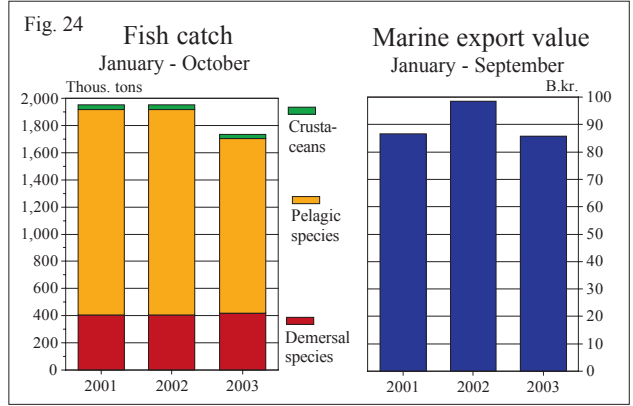 Fig. 24
Fish catch
January - October
Thous. tons
2,000
1,800
1,600
1,400
1,200
1,000
800
600
400
200
0
2001 2002 2003
Crusta-
ceans
Pelagic
species
Demersal
species
Marine export value
January - September
B.kr.
100
90
80
70
60
50
40
30
20
10
0
2001 2002 2003